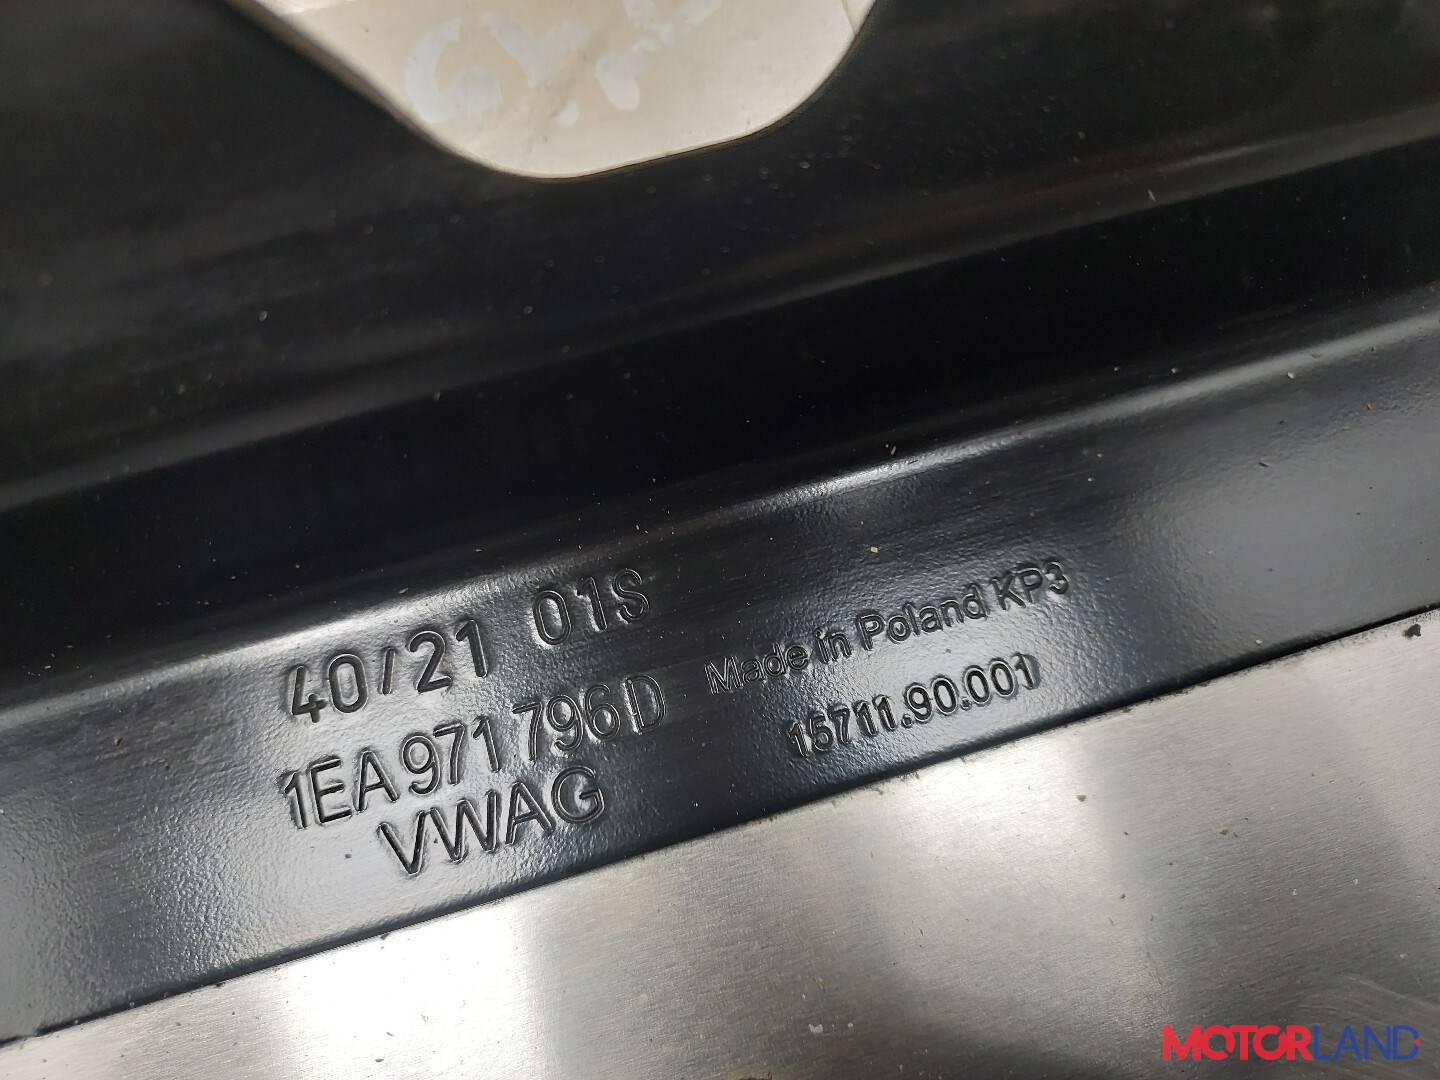 40/21 01S
1EA 971 796 D
VWAG
Made in Poland KP3
15711.90.001
MOTORLAND